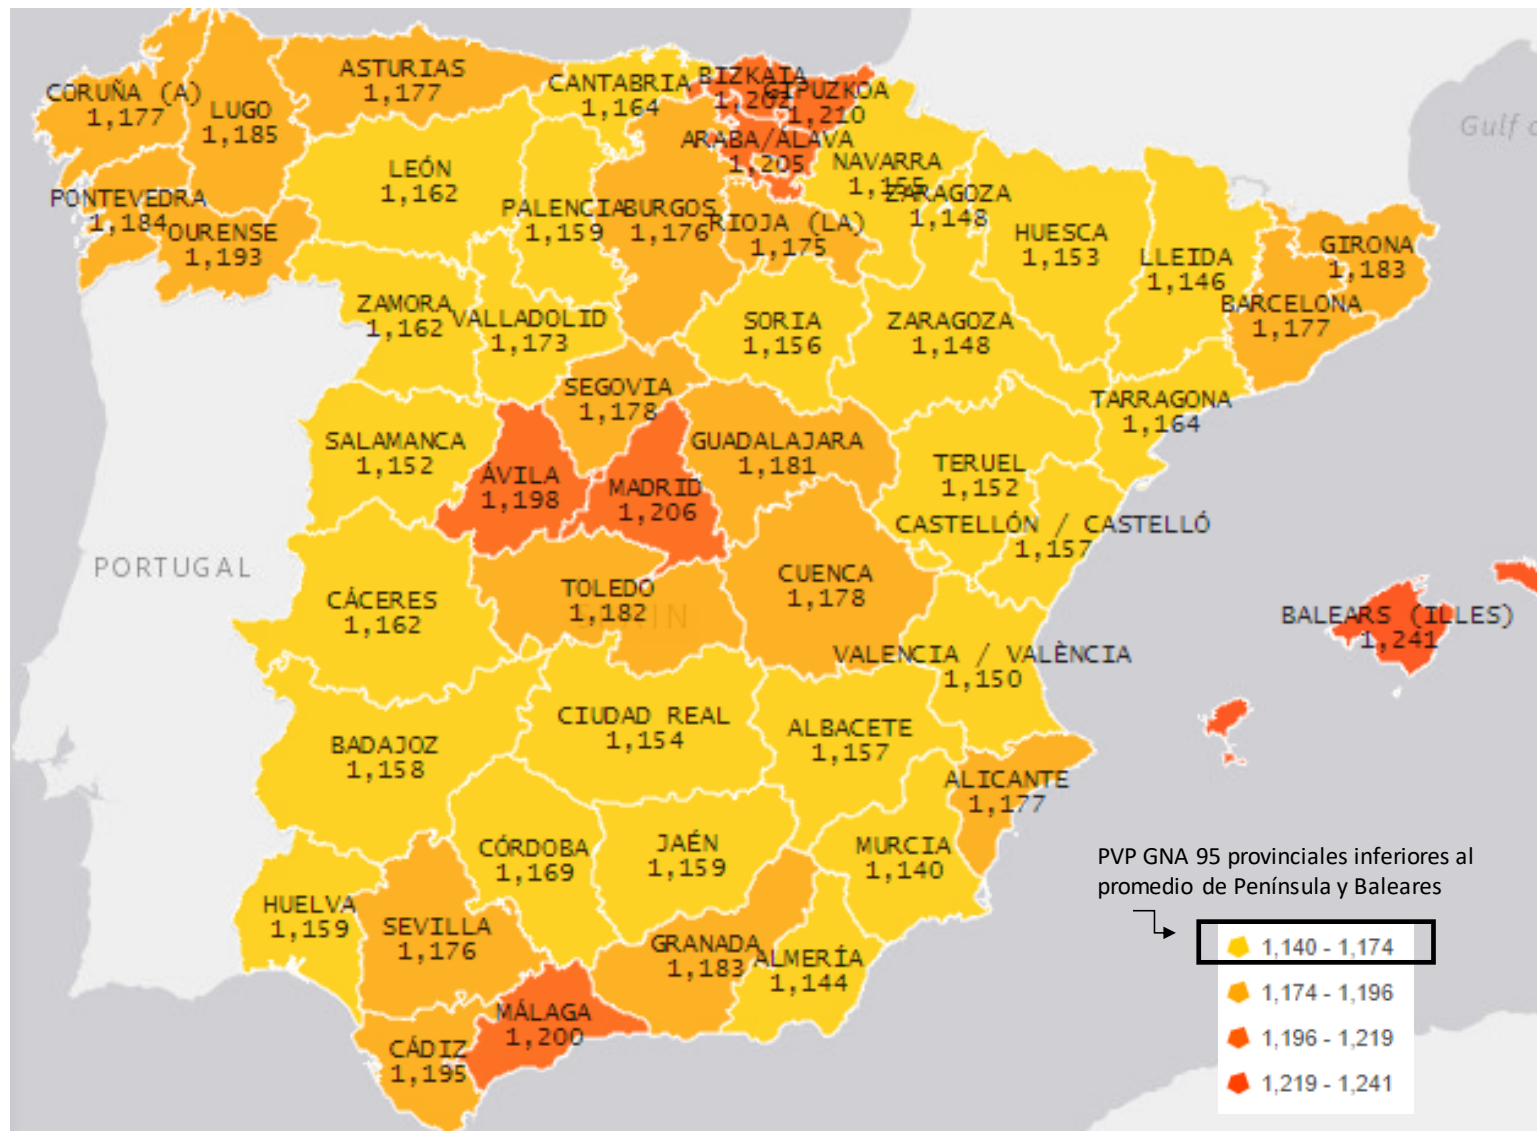 ASTURIAS
1,177
CORUÑA (A)
1,177
LUGO
1,185
CANTABRIA
1,164
BIZKAIA
1,202
GIPUZKOA
1,210
ARABA/ÁLAVA
1,205
NAVARRA
1,155
ZARAGOZA
1,148
LEÓN
1,162
PONTEVEDRA
1,184
OURENSE
1,193
PALENCIA
1,159
BURGOS
1,176
RIOJA (LA)
1,175
HUESCA
1,153
LLEIDA
1,146
GIRONA
1,183
BARCELONA
1,177
ZAMORA
1,162
VALLADOLID
1,173
SORIA
1,156
ZARAGOZA
1,148
SEGOVIA
1,178
TARRAGONA
1,164
SALAMANCA
1,152
ÁVILA
1,198
MADRID
1,206
GUADALAJARA
1,181
TERUEL
1,152
CASTELLÓN / CASTELLÓ
1,157
PORTUGAL
CÁCERES
1,162
TOLEDO
1,182
CUENCA
1,178
BALEARS (ILLES)
1,241
VALENCIA / VALÈNCIA
1,150
BADAJOZ
1,158
CIUDAD REAL
1,154
ALBACETE
1,157
ALICANTE
1,177
CÓRDOBA
1,169
JAÉN
1,159
MURCIA
1,140
HUELVA
1,159
SEVILLA
1,176
GRANADA
1,183
ALMERÍA
1,144
MÁLAGA
1,200
CÁDIZ
1,195
Gulf
PVP GNA 95 provinciales inferiores al
promedio de Península y Baleares
1,140 - 1,174
1,174 - 1,196
1,196 - 1,219
1,219 - 1,241